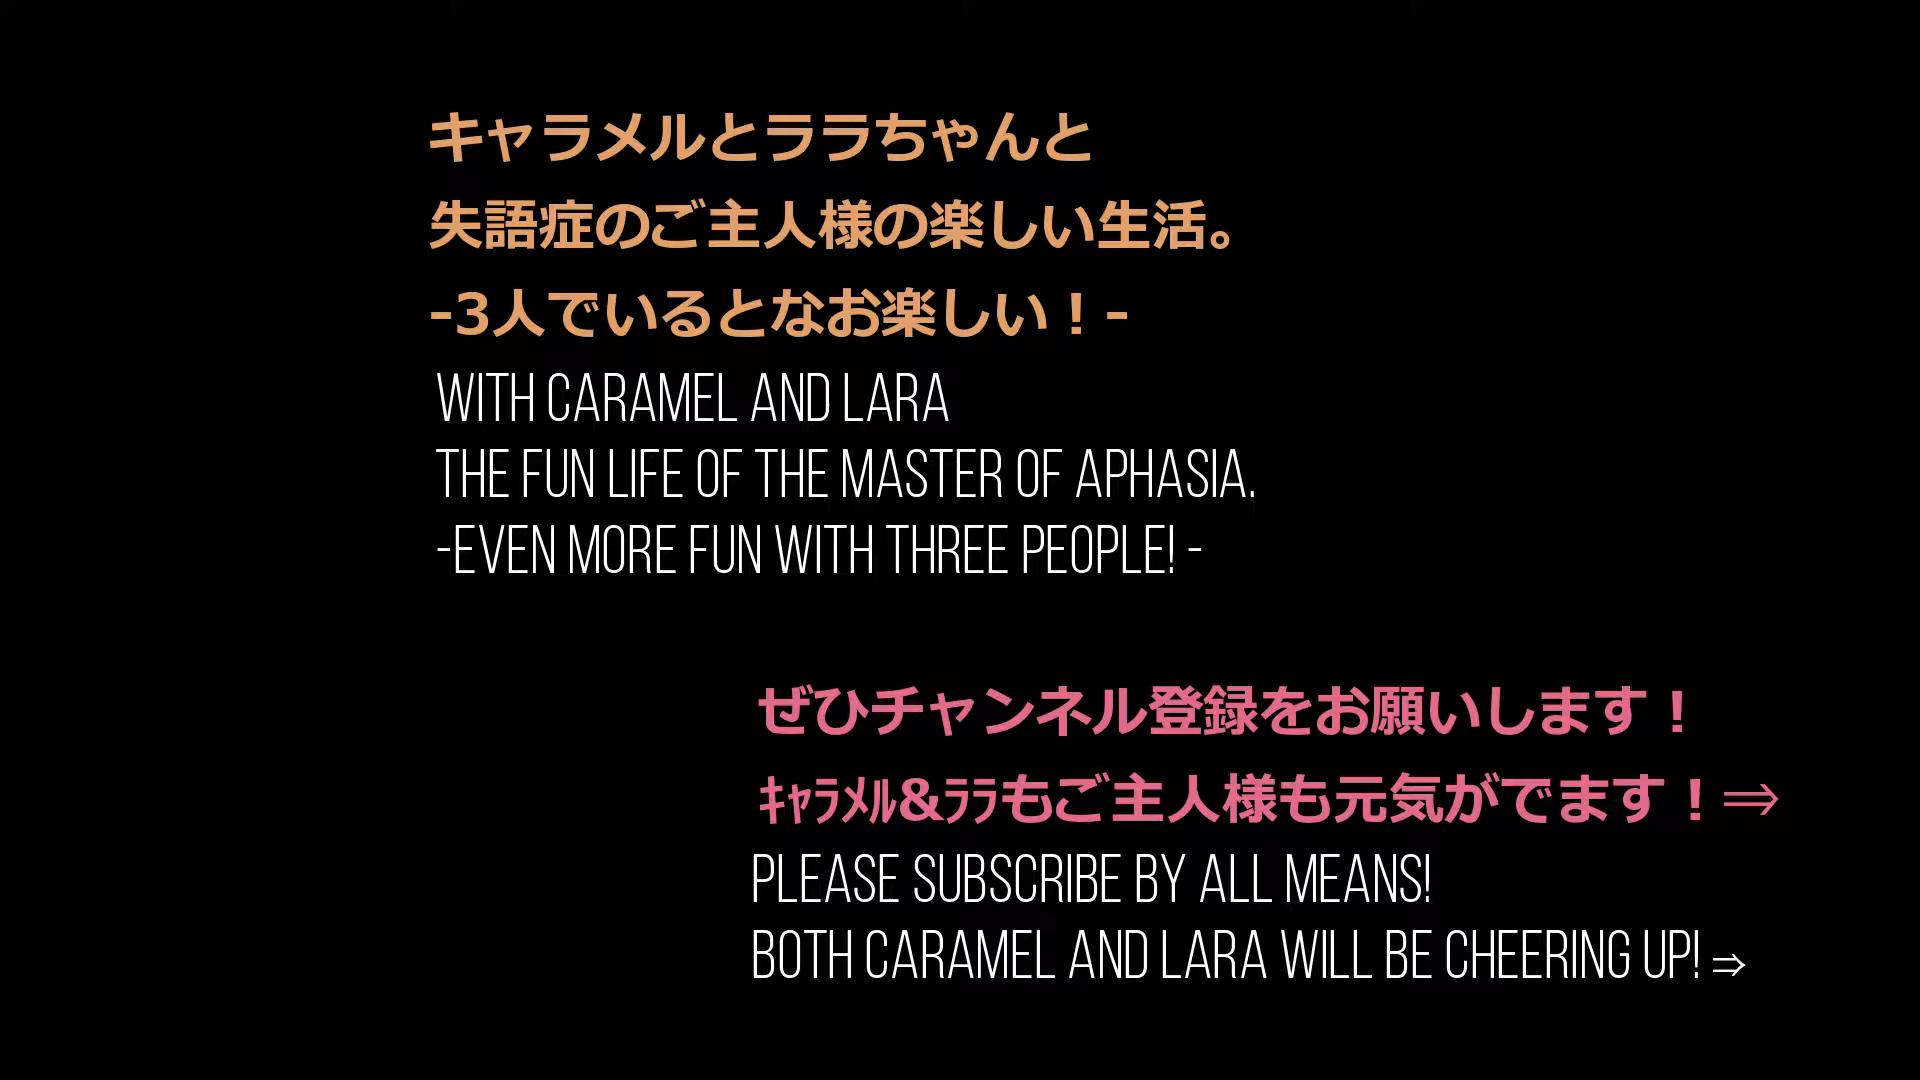 キャラメルとララちゃんと
失語症のご主人様の楽しい生活。
-3人でいるとなお楽しい！-
WITH CARAMEL AND LARA
THE FUN LIFE OF THE MASTER OF APHASIA.
-EVEN MORE FUN WITH THREE PEOPLE! -
ぜひチャンネル登録をお願いします！
ｷｬﾗﾒﾙ&ﾗﾗもご主人様も元気がでます！⇒
PLEASE SUBSCRIBE BY ALL MEANS!
BOTH CARAMEL AND LARA WILL BE CHEERING UP! ⇒